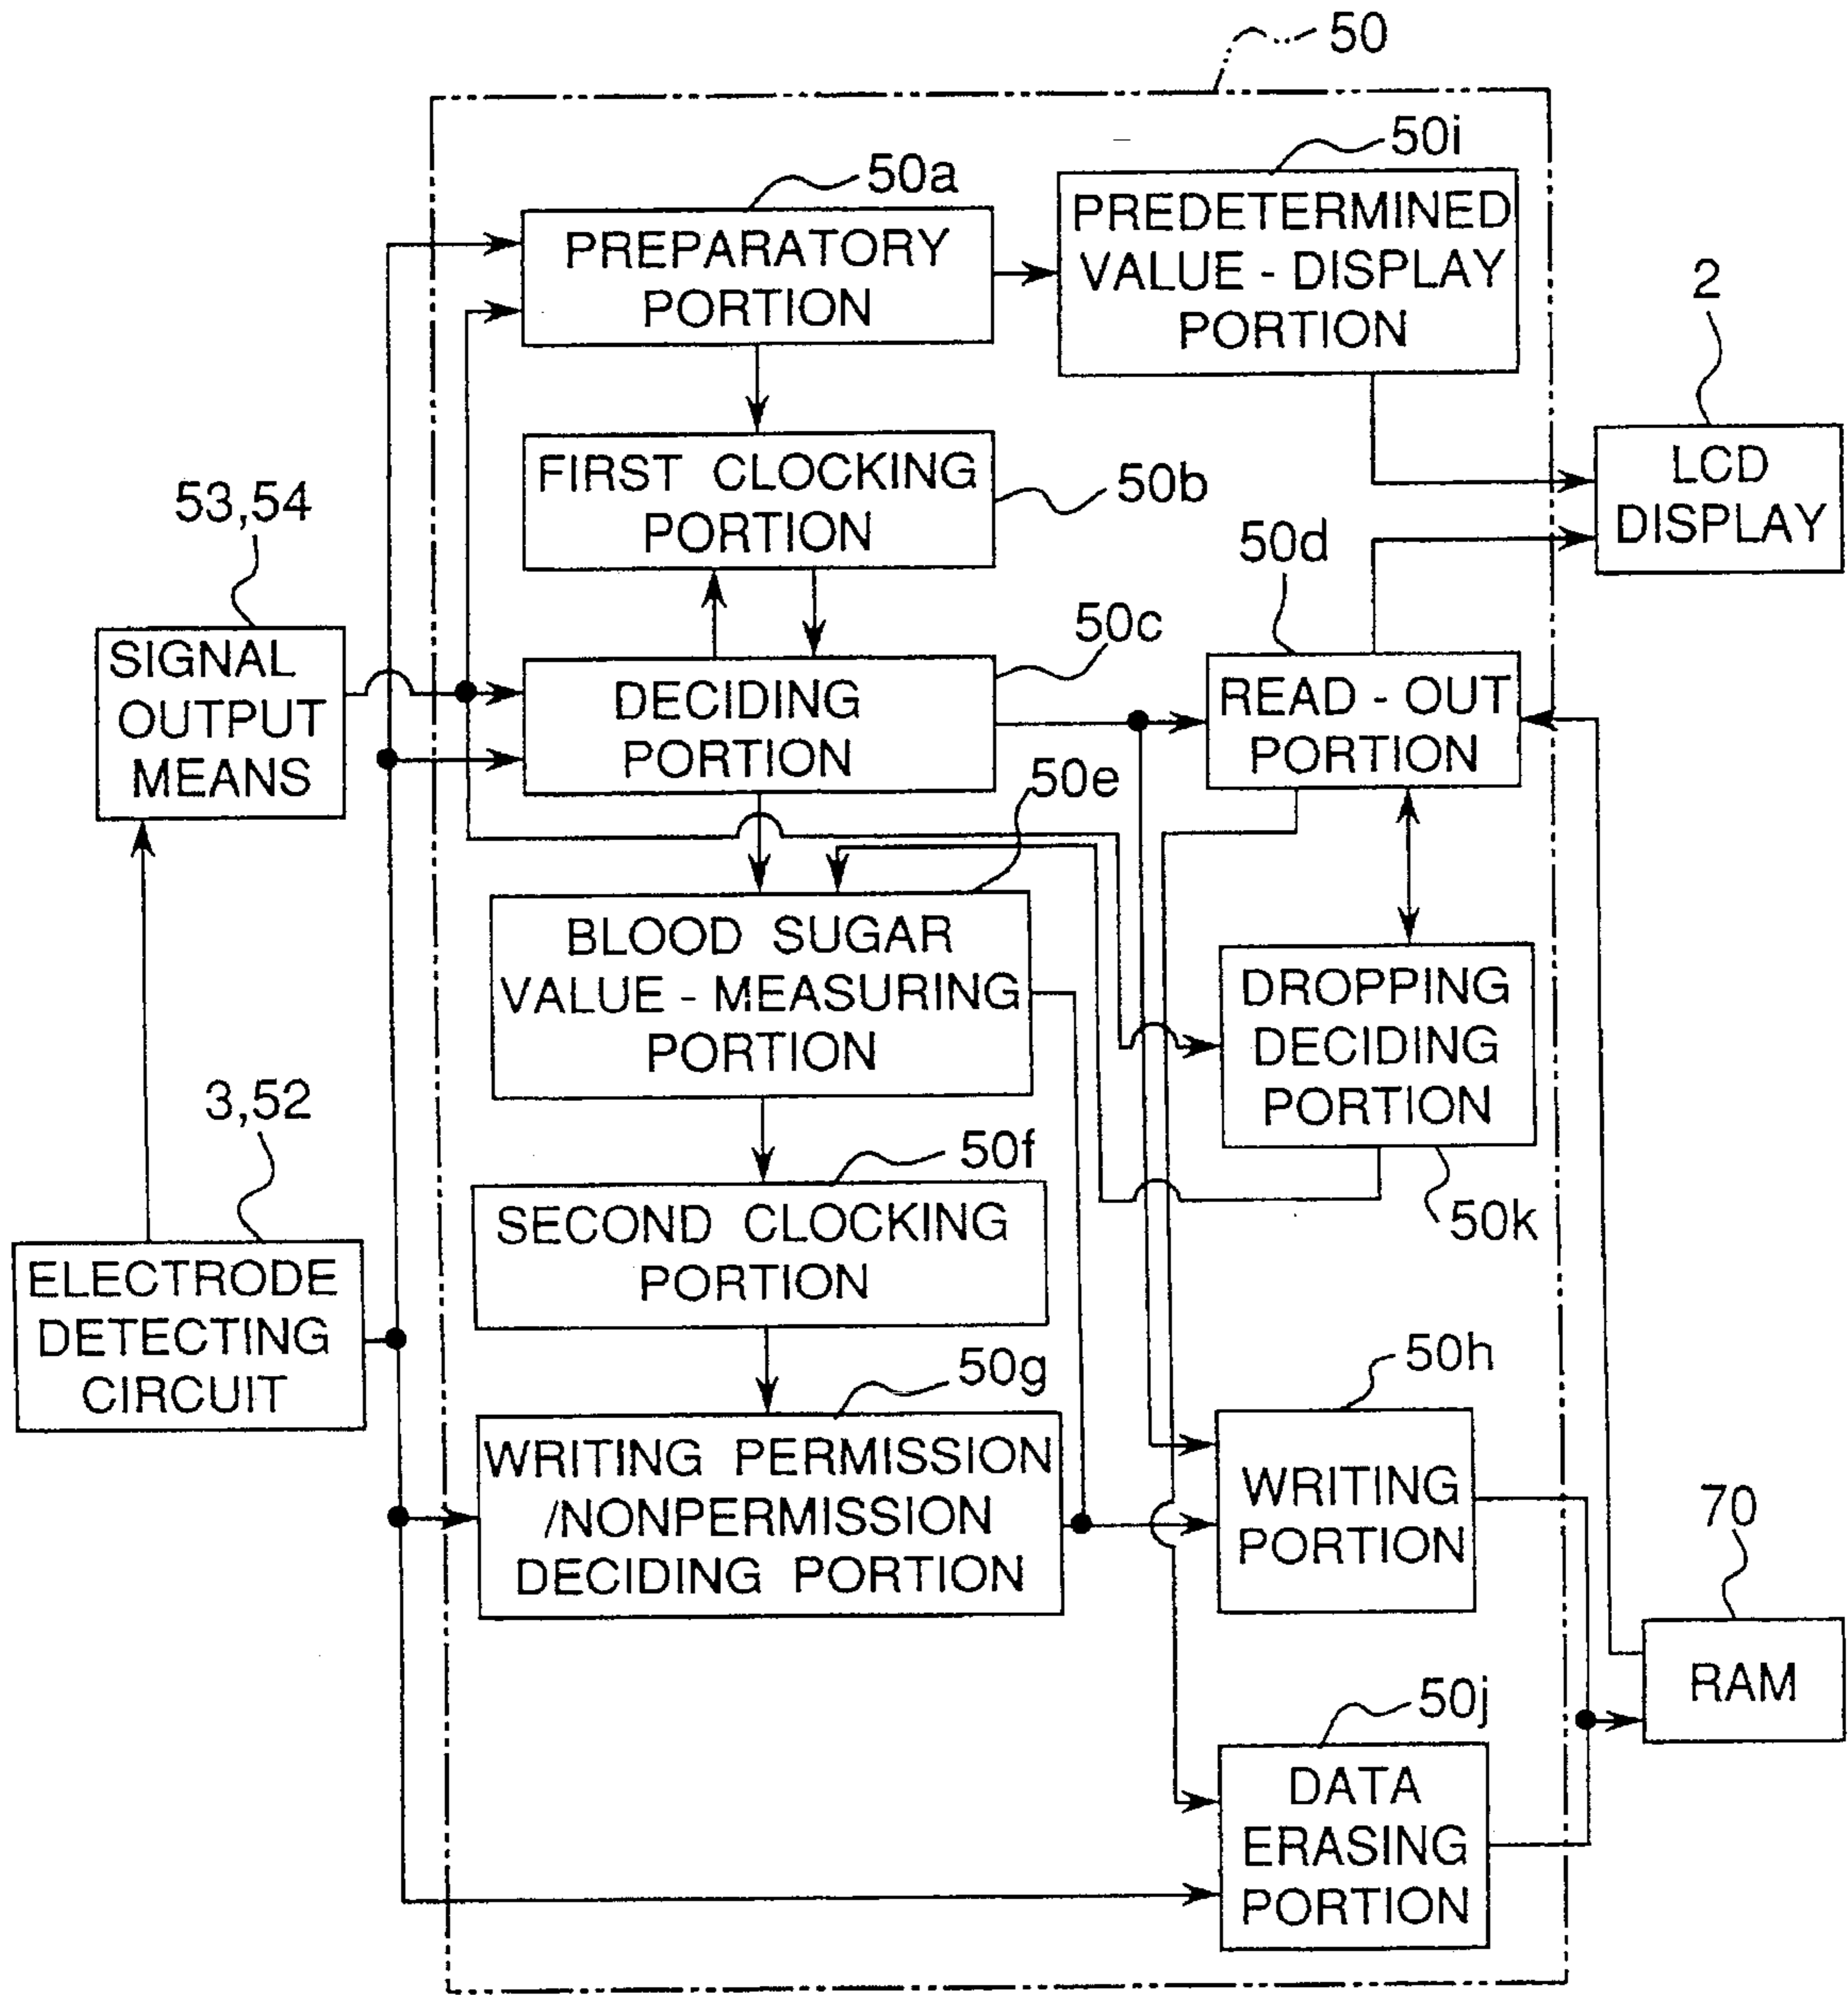 50
50i
50a
PREDETERMINED
VALUE - DISPLAY
PORTION
PREPARATORY
PORTION
2
LCD
DISPLAY
FIRST CLOCKING
PORTION
50b
53,54
50d
SIGNAL
OUTPUT
MEANS
50c
DECIDING
PORTION
READ - OUT
PORTION
50e
BLOOD SUGAR
VALUE - MEASURING
PORTION
DROPPING
DECIDING
PORTION
3,52
50f
50k
SECOND CLOCKING
PORTION
ELECTRODE
DETECTING
CIRCUIT
50g
50h
WRITING PERMISSION
/NONPERMISSION
DECIDING PORTION
WRITING
PORTION
70
RAM
50j
DATA
ERASING
PORTION